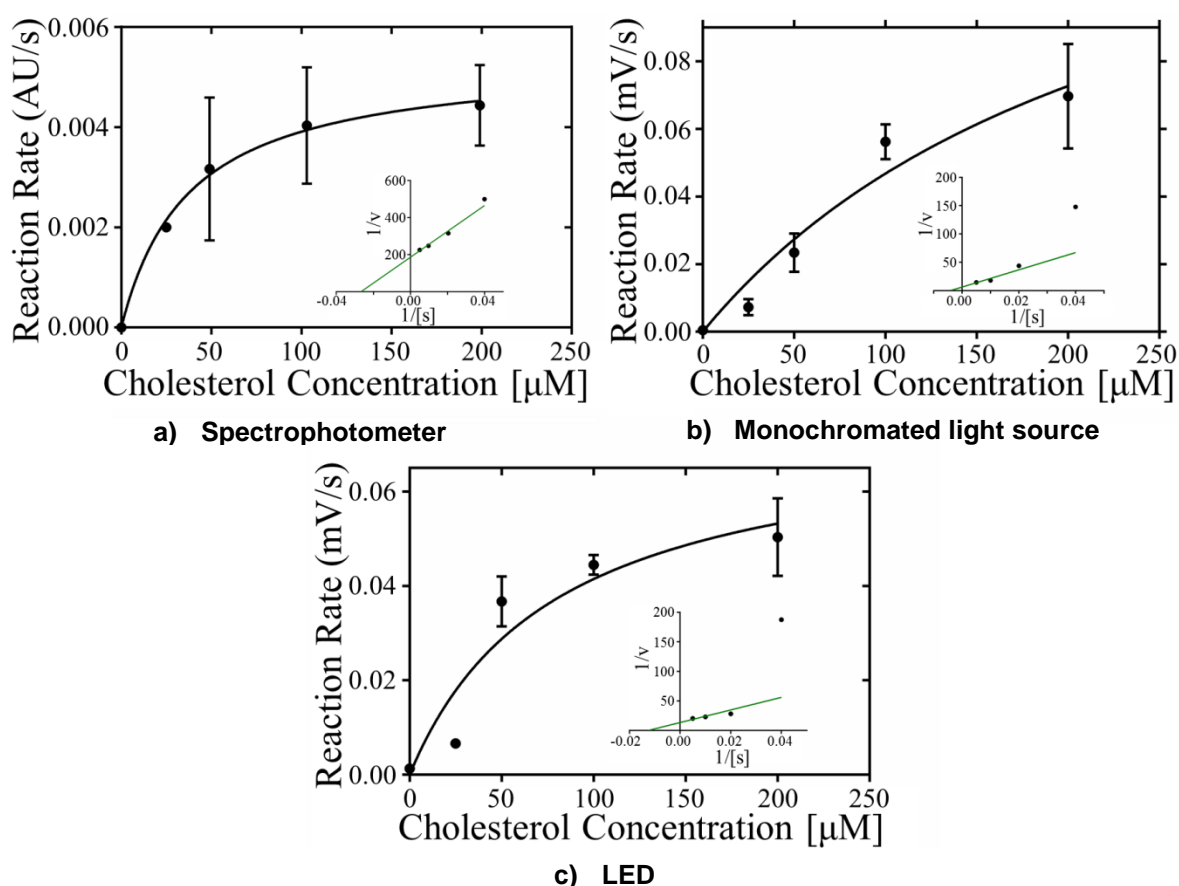 Reaction Rate (AU/s)
0.006
0.004
0.002
0.000
0 50 100 150 200 250
Cholesterol Concentration [μM]
1/v
600
400
200
-0.04 0.00 0.04
1/[s]
a) Spectrophotometer
Reaction Rate (mV/s)
0.08
0.06
0.04
0.02
0.00
0 50 100 150 200 250
Cholesterol Concentration [μM]
1/v
200
150
100
50
0.00 0.02 0.04
1/[s]
b) Monochromated light source
Reaction Rate (mV/s)
0.06
0.04
0.02
0.00
0 50 100 150 200 250
Cholesterol Concentration [μM]
1/v
200
150
100
50
-0.02 0.00 0.02 0.04
1/[s]
c) LED